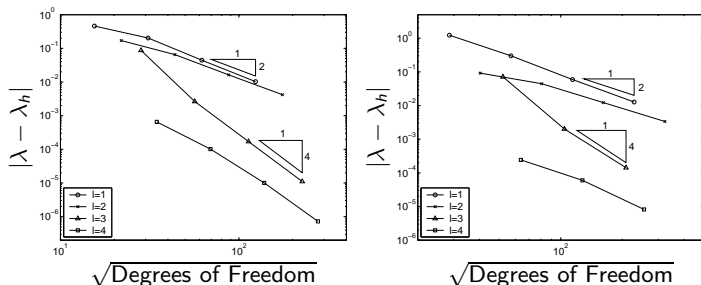 10^0
10^-1
10^-2
10^-3
10^-4
10^-5
10^-6
10^1
10^2
|λ − λ_h|
√Degrees of Freedom
1
2
1
4
l=1
l=2
l=3
l=4
10^0
10^-1
10^-2
10^-3
10^-4
10^-5
10^-6
10^2
|λ − λ_h|
√Degrees of Freedom
1
2
1
4
l=1
l=2
l=3
l=4